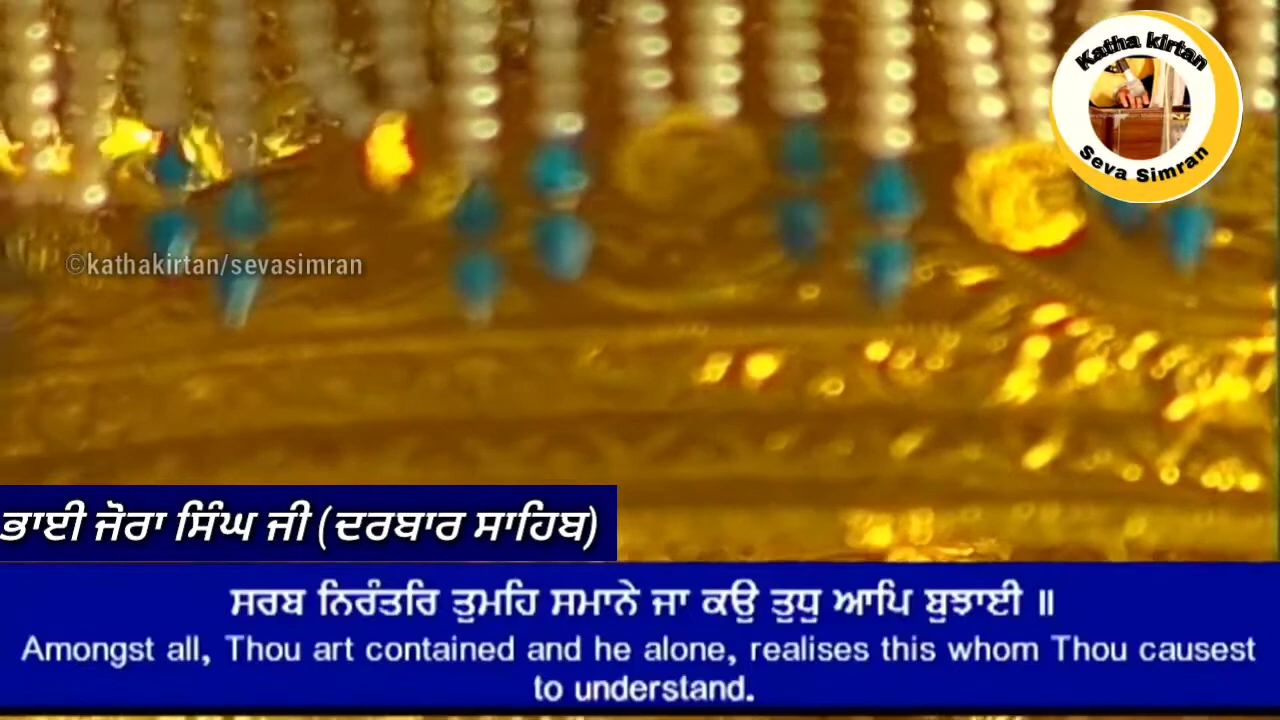 Katha kirtan
Seva Simran
©kathakirtan/sevasimran
ਭਾਈ ਜੋਰਾ ਸਿੰਘ ਜੀ (ਦਰਬਾਰ ਸਾਹਿਬ)
ਸਰਬ ਨਿਰੰਤਰਿ ਤੁਮਹਿ ਸਮਾਨੇ ਜਾ ਕਉ ਤੁਧੁ ਆਪਿ ਬੁਝਾਈ ॥
Amongst all, Thou art contained and he alone, realises this whom Thou causest
to understand.